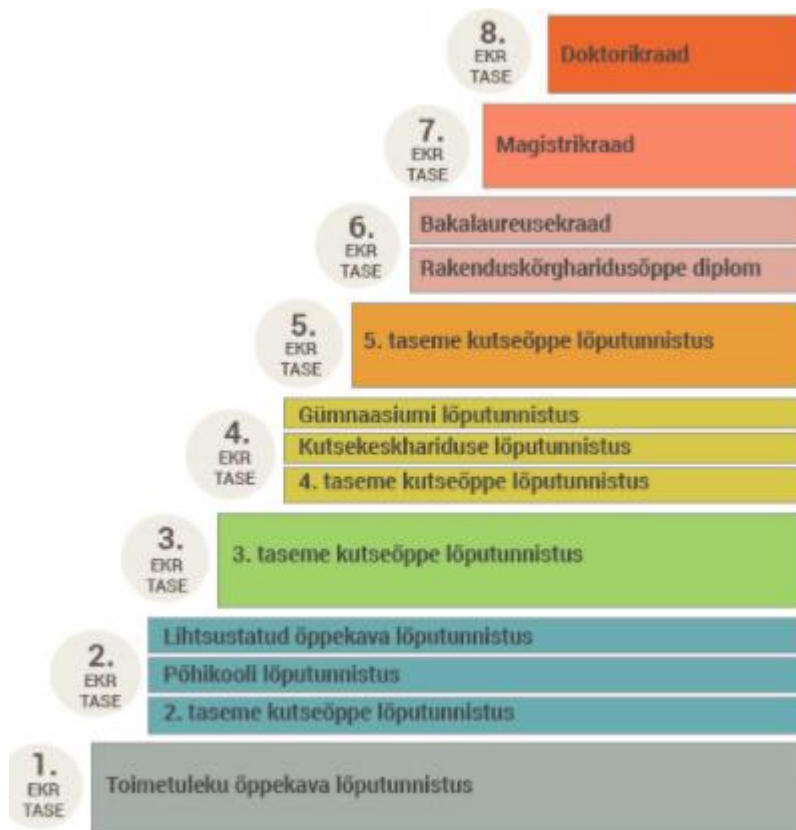 8.
EKR
TASE
Doktorikraad
7.
EKR
TASE
Magistrikraad
6.
EKR
TASE
Bakalaureusekraad
Rakenduskõrgharidusõppe diplom
5.
EKR
TASE
5. taseme kutseõppe lõputunnistus
4.
EKR
TASE
Gümnaasiumi lõputunnistus
Kutsekeskhariduse lõputunnistus
4. taseme kutseõppe lõputunnistus
3.
EKR
TASE
3. taseme kutseõppe lõputunnistus
2.
EKR
TASE
Lihtsustatud õppekava lõputunnistus
Põhikooli lõputunnistus
2. taseme kutseõppe lõputunnistus
1.
EKR
TASE
Toimetuleku õppekava lõputunnistus